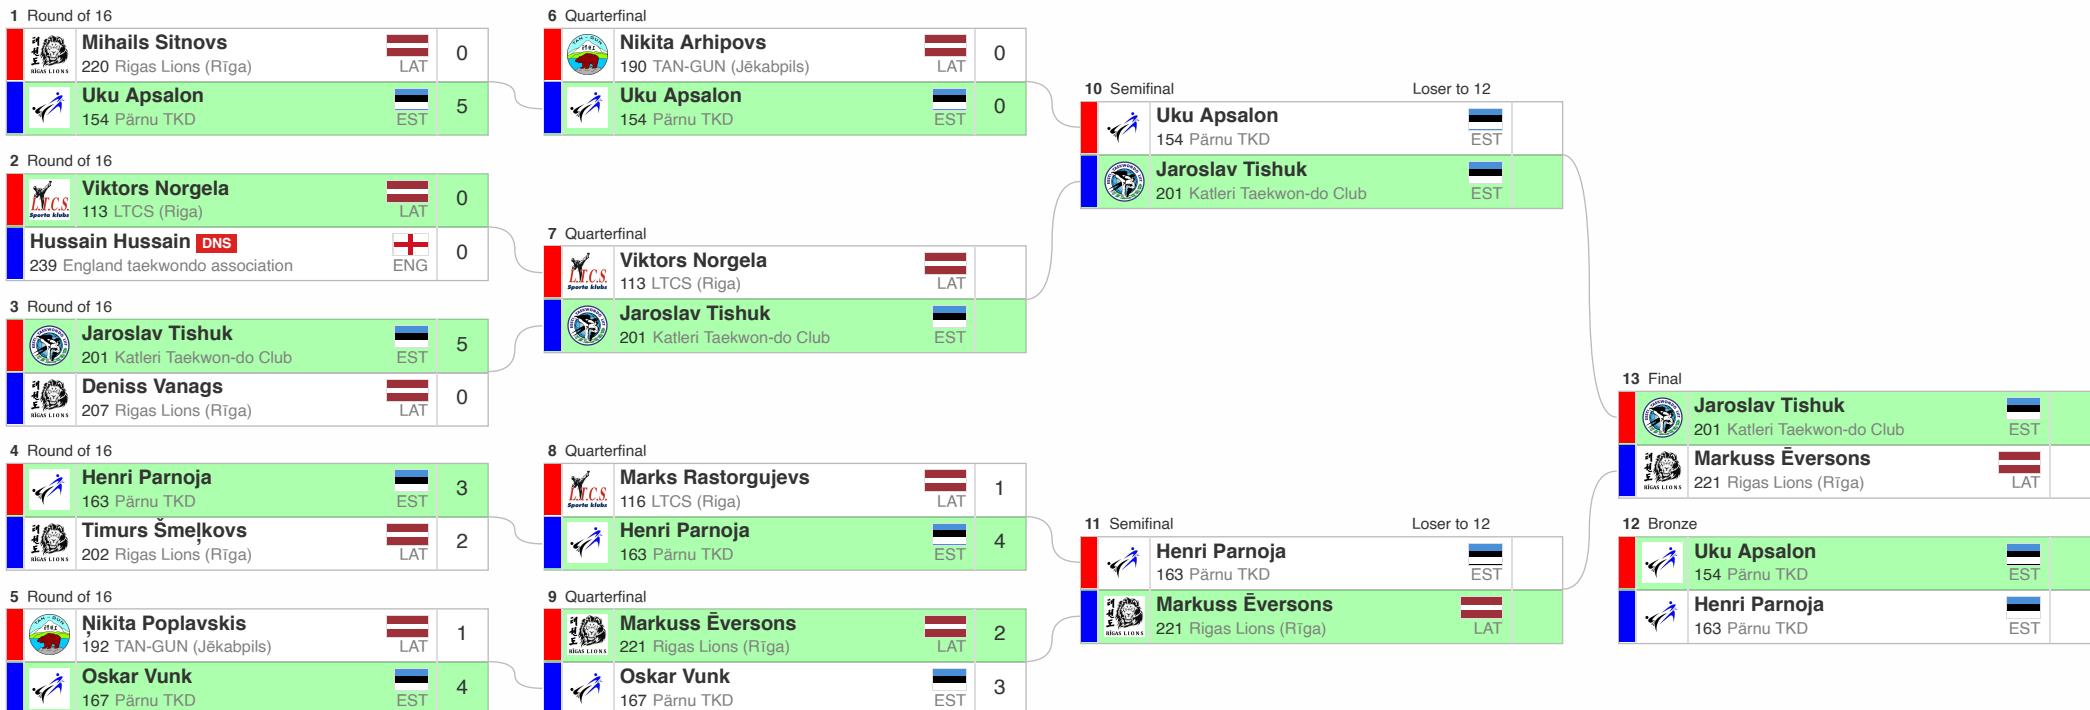 1 Round of 16
Mihails Sitnovs
220 Rigas Lions (Rīga)
LAT
0
Uku Apsalon
154 Pärnu TKD
EST
5
2 Round of 16
Viktors Norgela
113 LTCS (Riga)
LAT
0
Hussain Hussain DNS
239 England taekwondo association
ENG
0
3 Round of 16
Jaroslav Tishuk
201 Katleri Taekwon-do Club
EST
5
Deniss Vanags
207 Rigas Lions (Rīga)
LAT
0
4 Round of 16
Henri Parnoja
163 Pärnu TKD
EST
3
Timurs Šmeļkovs
202 Rigas Lions (Rīga)
LAT
2
5 Round of 16
Ņikita Poplavskis
192 TAN-GUN (Jēkabpils)
LAT
1
Oskar Vunk
167 Pärnu TKD
EST
4
6 Quarterfinal
Nikita Arhipovs
190 TAN-GUN (Jēkabpils)
LAT
0
Uku Apsalon
154 Pärnu TKD
EST
0
7 Quarterfinal
Viktors Norgela
113 LTCS (Riga)
LAT
Jaroslav Tishuk
201 Katleri Taekwon-do Club
EST
8 Quarterfinal
Marks Rastorgujevs
116 LTCS (Riga)
LAT
1
Henri Parnoja
163 Pärnu TKD
EST
4
9 Quarterfinal
Markuss Ēversons
221 Rigas Lions (Rīga)
LAT
2
Oskar Vunk
167 Pärnu TKD
EST
3
10 Semifinal
Loser to 12
Uku Apsalon
154 Pärnu TKD
EST
Jaroslav Tishuk
201 Katleri Taekwon-do Club
EST
11 Semifinal
Loser to 12
Henri Parnoja
163 Pärnu TKD
EST
Markuss Ēversons
221 Rigas Lions (Rīga)
LAT
13 Final
Jaroslav Tishuk
201 Katleri Taekwon-do Club
EST
Markuss Ēversons
221 Rigas Lions (Rīga)
LAT
12 Bronze
Uku Apsalon
154 Pärnu TKD
EST
Henri Parnoja
163 Pärnu TKD
EST